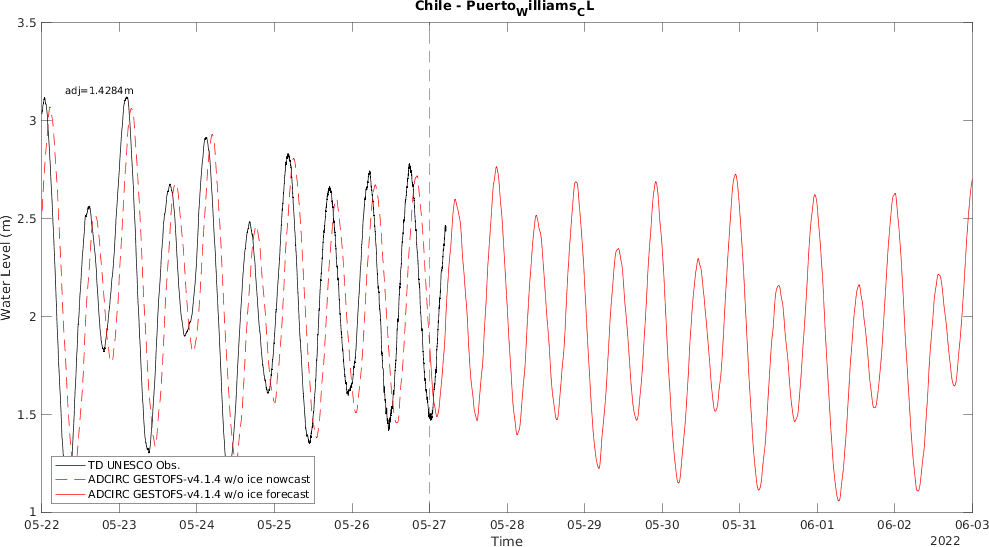 Chile - PuertoWilliamsCL
3.5
adj=1.4284m
3
2.5
2
1.5
1
Water Level (m)
TD UNESCO Obs.
ADCIRC GESTOFS-v4.1.4 w/o ice nowcast
ADCIRC GESTOFS-v4.1.4 w/o ice forecast
05-22 05-23 05-24 05-25 05-26 05-27 05-28 05-29 05-30 05-31 06-01 06-02 06-03
Time
2022